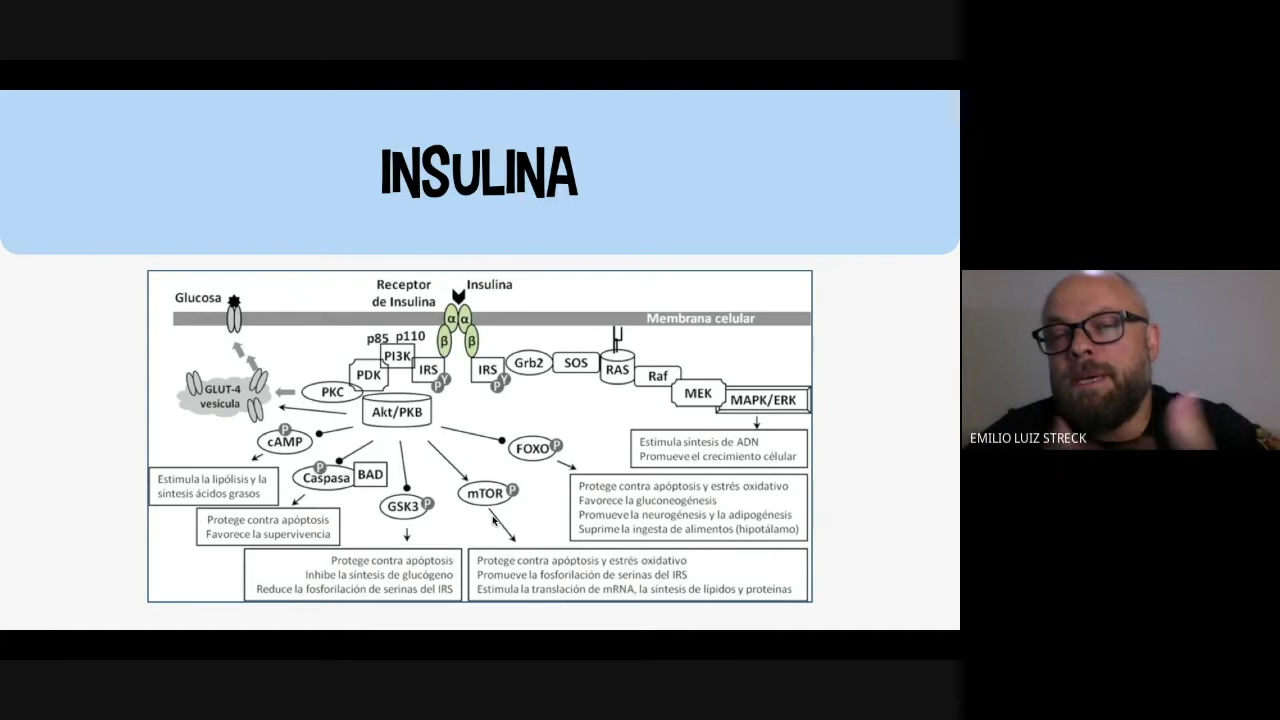 INSULINA
Receptor
de Insulina
Insulina
Glucosa
α α
Membrana celular
β β
p85 p110
PI3K
PDK
IRS
P Y
IRS
P Y
Grb2
SOS
RAS
Raf
MEK
MAPK/ERK
PKC
GLUT-4
vesícula
Akt/PKB
P
cAMP
FOXO P
P
Caspasa
BAD
GSK3 P
mTOR P
Estimula sintesis de ADN
Promueve el crecimiento célular
Estimula la lipólisis y la
síntesis ácidos grasos
Protege contra apóptosis y estrés oxidativo
Favorece la gluconeogénesis
Promueve la neurogénesis y la adipogénesis
Suprime la ingesta de alimentos (hipotálamo)
Protege contra apóptosis
Favorece la supervivencia
Protege contra apóptosis
Inhibe la síntesis de glucógeno
Reduce la fosforilación de serinas del IRS
Protege contra apóptosis y estrés oxidativo
Promueve la fosforilación de serinas del IRS
Estimula la translación de mRNA, la síntesis de lípidos y proteínas
EMILIO LUIZ STRECK